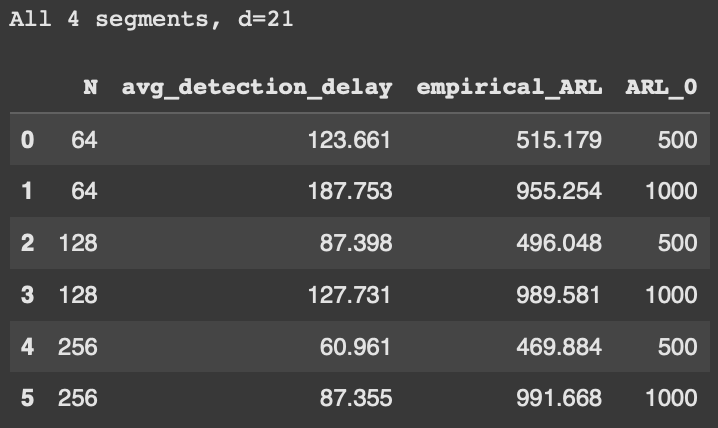 All 4 segments, d=21
N avg_detection_delay empirical_ARL ARL_0
0 64 123.661 515.179 500
1 64 187.753 955.254 1000
2 128 87.398 496.048 500
3 128 127.731 989.581 1000
4 256 60.961 469.884 500
5 256 87.355 991.668 1000